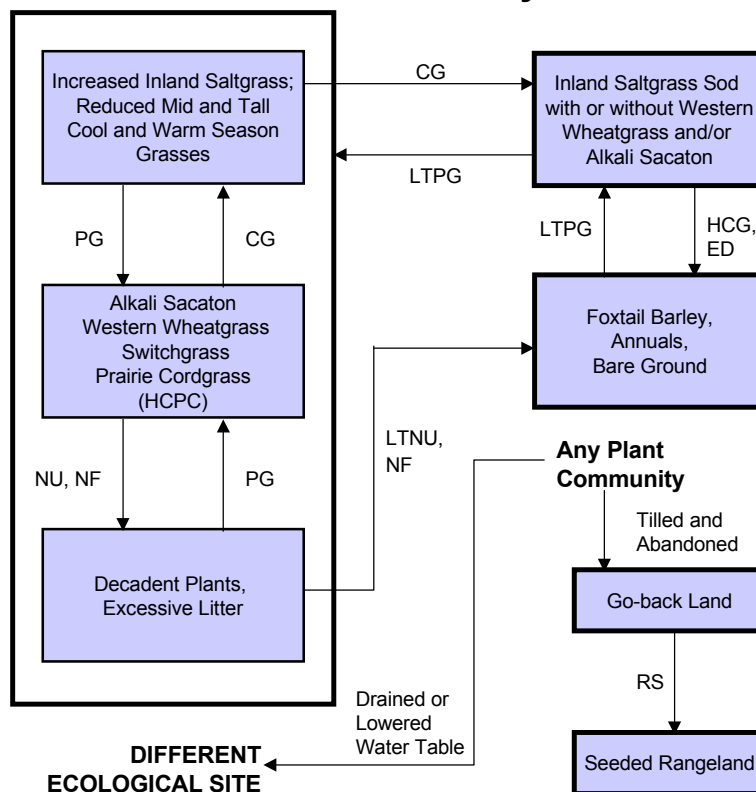 Increased Inland Saltgrass;
Reduced Mid and Tall
Cool and Warm Season
Grasses
CG
Inland Saltgrass Sod
with or without Western
Wheatgrass and/or
Alkali Sacaton
LTPG
PG
CG
LTPG
HCG,
ED
Alkali Sacaton
Western Wheatgrass
Switchgrass
Prairie Cordgrass
(HCPC)
Foxtail Barley,
Annuals,
Bare Ground
NU, NF
PG
LTNU,
NF
Any Plant
Community
Tilled and
Abandoned
Decadent Plants,
Excessive Litter
Go-back Land
RS
Drained or
Lowered
Water Table
DIFFERENT
ECOLOGICAL SITE
Seeded Rangeland